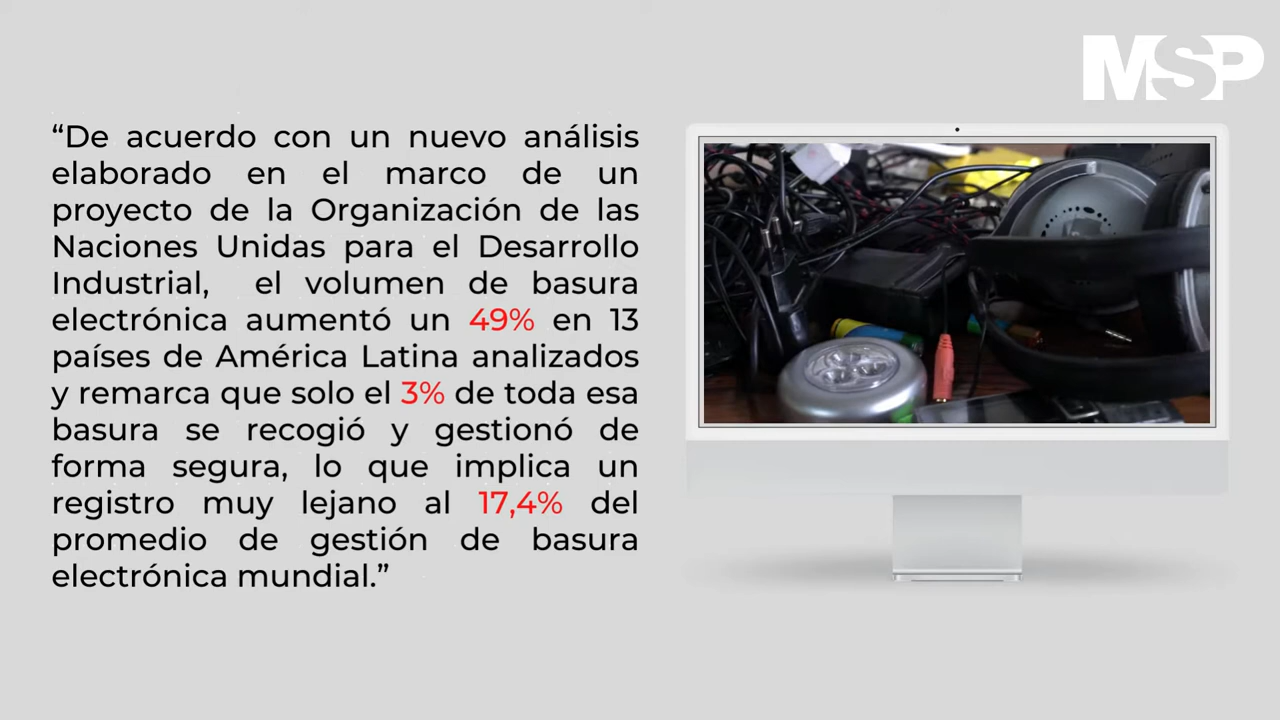 MSP
“De acuerdo con un nuevo análisis
elaborado en el marco de un
proyecto de la Organización de las
Naciones Unidas para el Desarrollo
Industrial, el volumen de basura
electrónica aumentó un 49% en 13
países de América Latina analizados
y remarca que solo el 3% de toda esa
basura se recogió y gestionó de
forma segura, lo que implica un
registro muy lejano al 17,4% del
promedio de gestión de basura
electrónica mundial.”